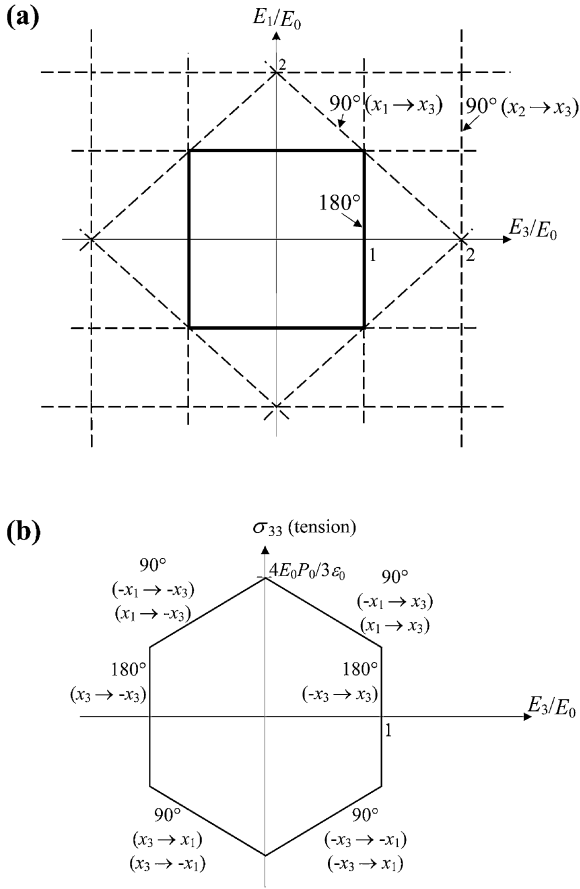 (a)
E₁/E₀
2
90° (x₁ → x₃)
90° (x₂ → x₃)
180°
E₃/E₀
1
2
(b)
σ₃₃ (tension)
4E₀P₀/3ε₀
90°
(-x₁ → -x₃)
(x₁ → -x₃)
90°
(-x₁ → x₃)
(x₁ → x₃)
180°
(x₃ → -x₃)
180°
(-x₃ → x₃)
E₃/E₀
1
90°
(x₃ → x₁)
(x₃ → -x₁)
90°
(-x₃ → -x₁)
(-x₃ → x₁)